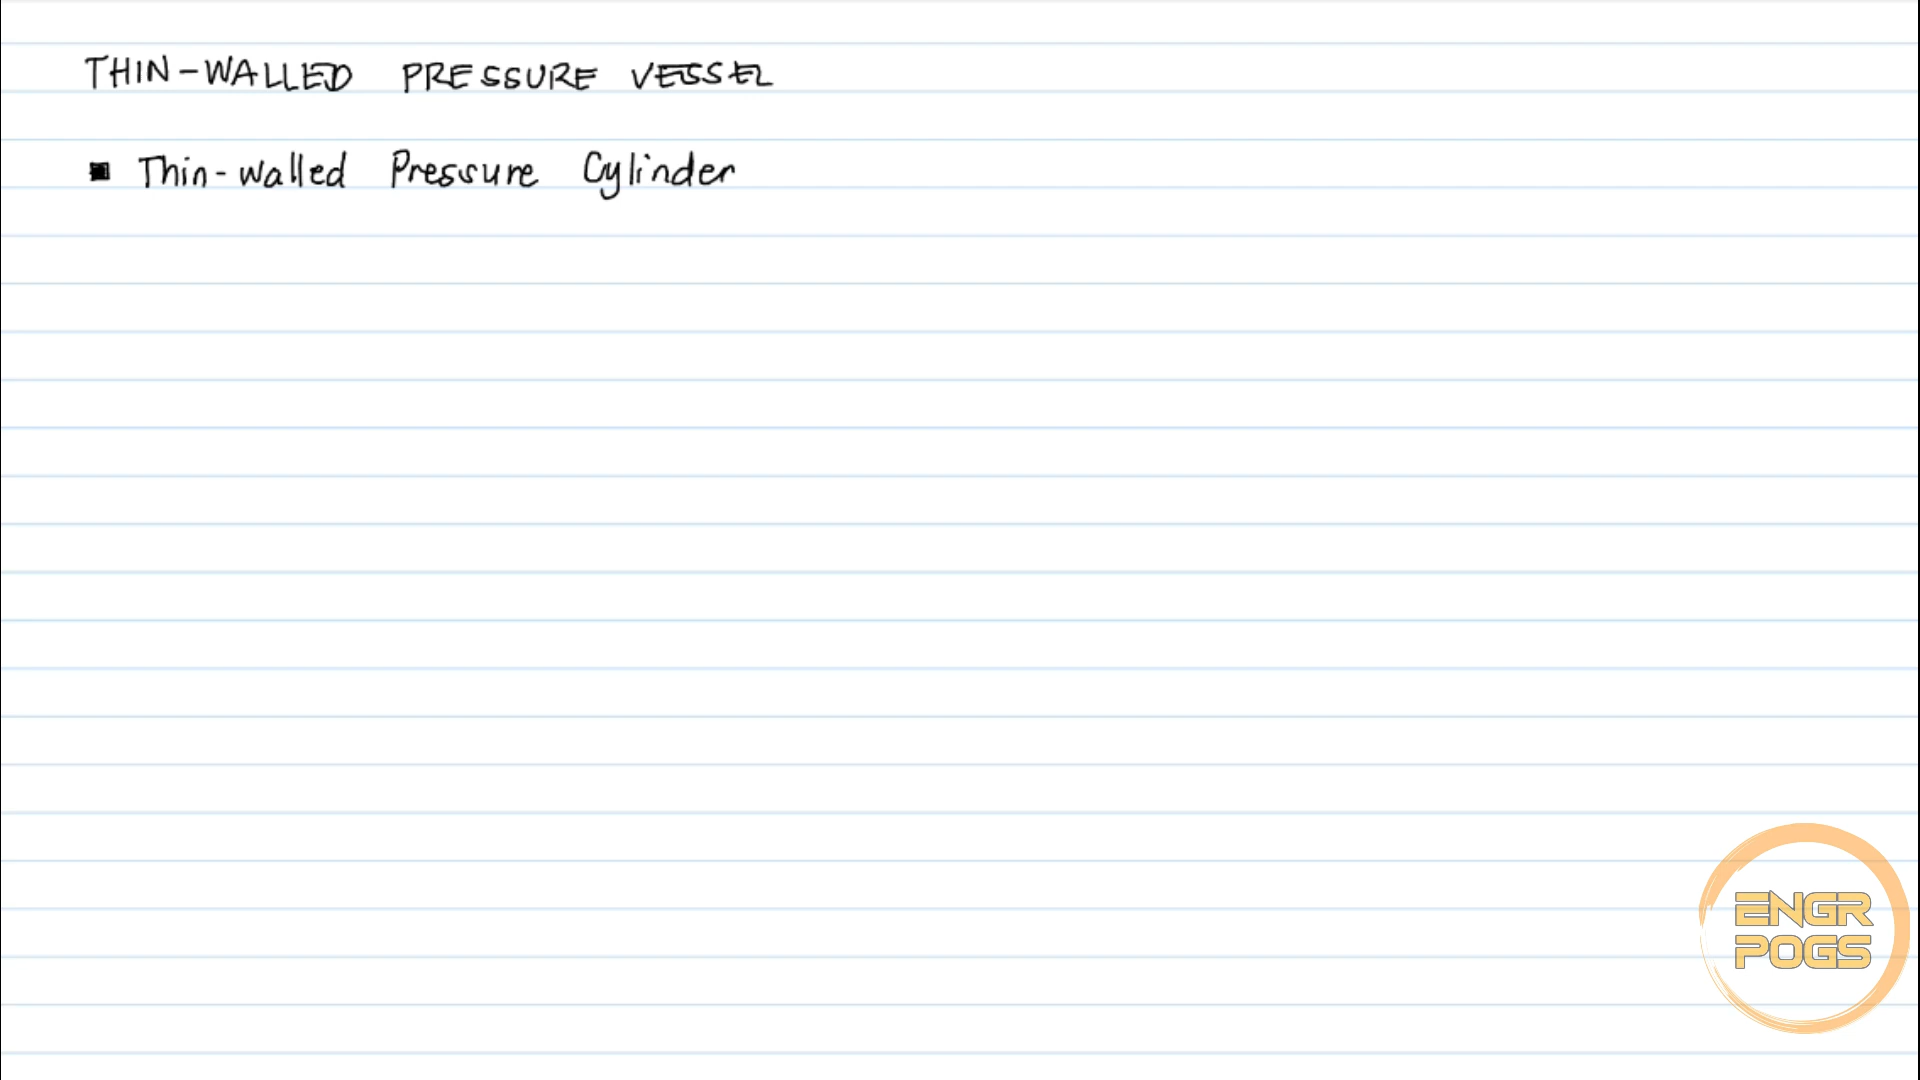 THIN-WALLED PRESSURE VESSEL
■ Thin-walled Pressure Cylinder
ENGR
POGS